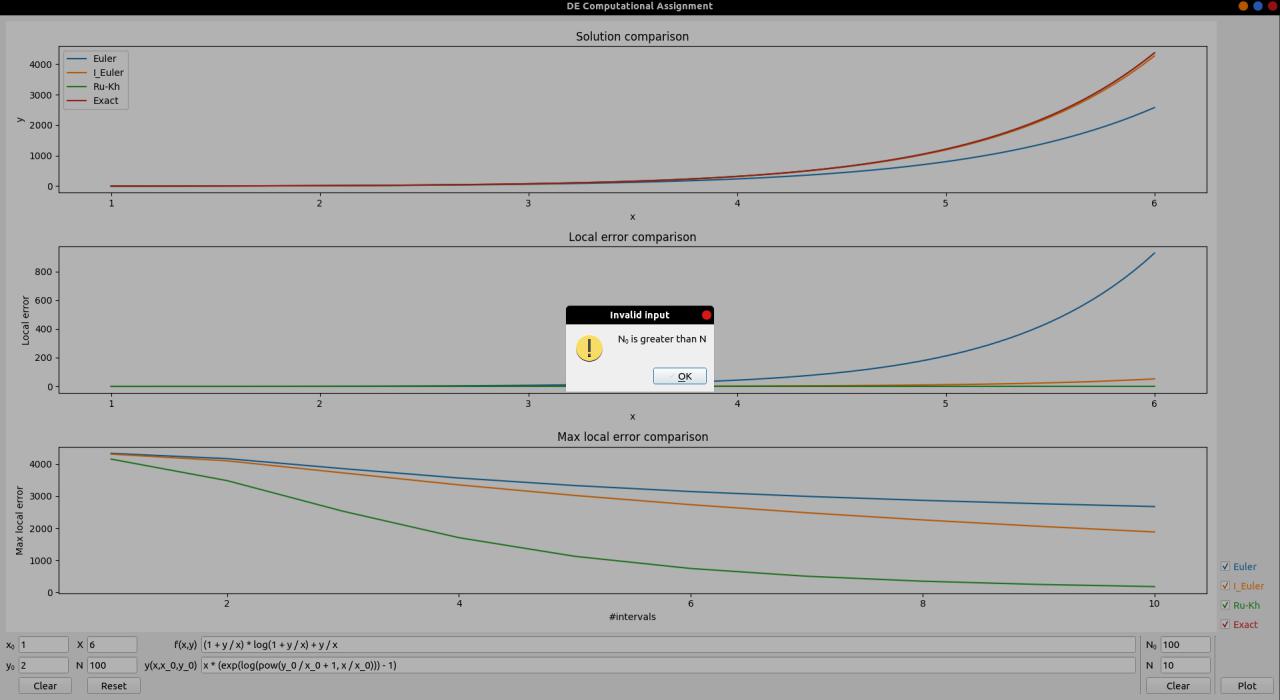 DE Computational Assignment
Solution comparison
Euler
I_Euler
Ru-Kh
Exact
4000
3000
2000
1000
0
y
1 2 3 4 5 6
x
Local error comparison
800
600
400
200
0
Local error
1 2 3 4 5 6
x
Invalid input
N₀ is greater than N
OK
Max local error comparison
4000
3000
2000
1000
0
Max local error
2 4 6 8 10
#intervals
Euler
I_Euler
Ru-Kh
Exact
x₀ 1 X 6 f(x,y) (1 + y / x) * log(1 + y / x) + y / x N₀ 100
y₀ 2 N 100 y(x,x_0,y_0) x * (exp(log(pow(y_0 / x_0 + 1, x / x_0))) - 1) N 10
Clear Reset Clear Plot